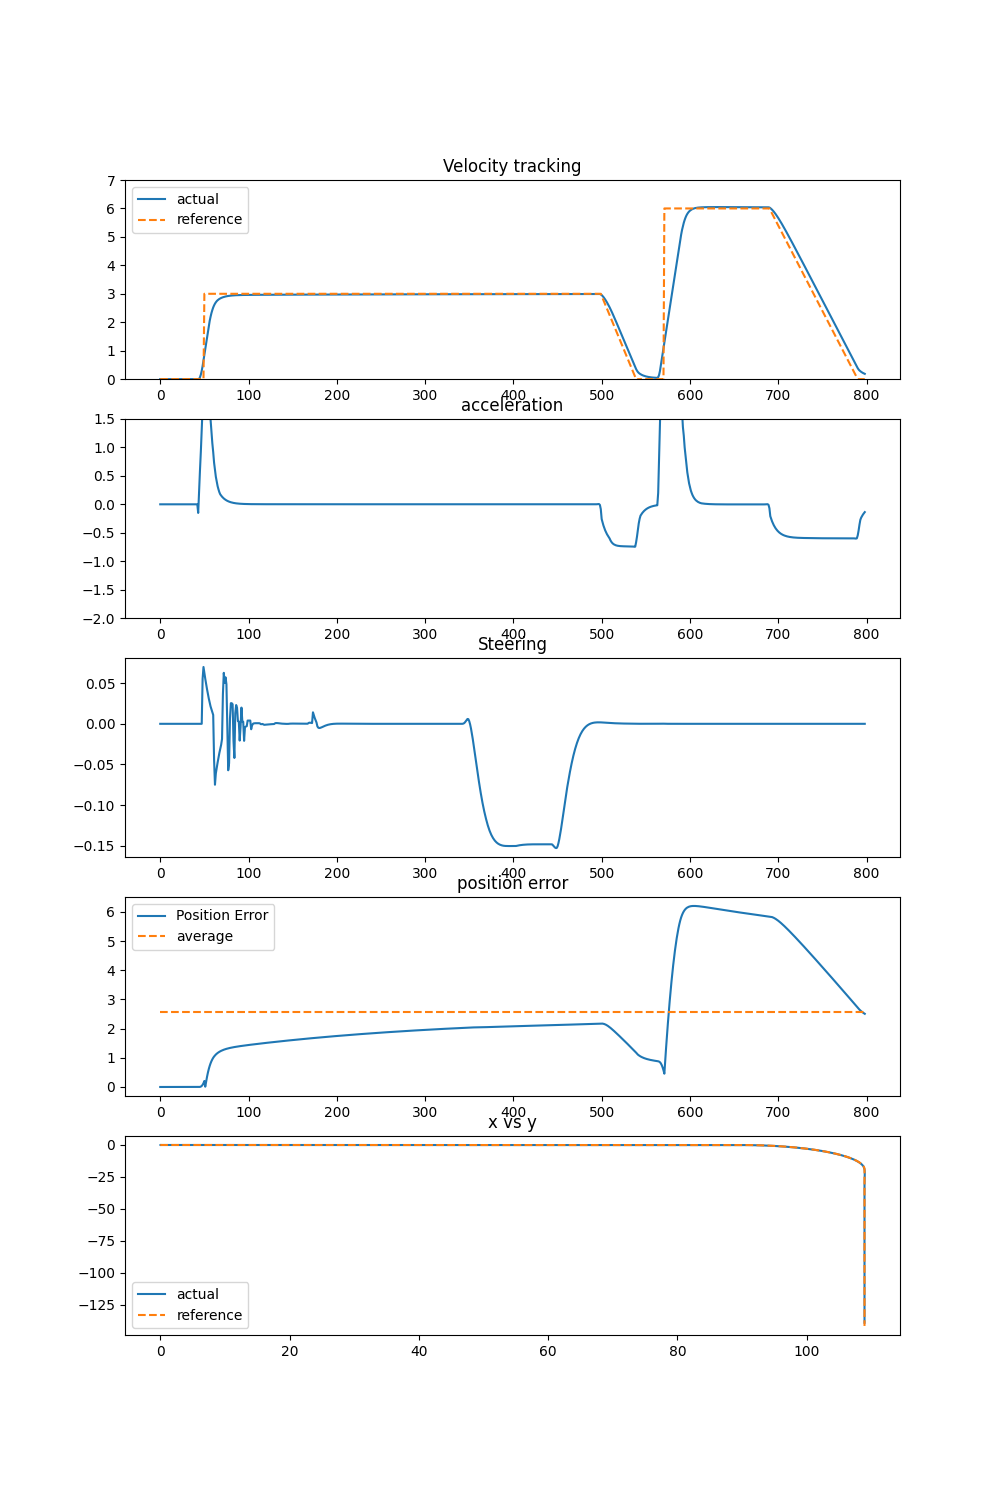 Velocity tracking
7
6
5
4
3
2
1
0
actual
reference
0 100 200 300 400 500 600 700 800
acceleration
1.5
1.0
0.5
0.0
−0.5
−1.0
−1.5
−2.0
0 100 200 300 400 500 600 700 800
Steering
0.05
0.00
−0.05
−0.10
−0.15
0 100 200 300 400 500 600 700 800
position error
6
5
4
3
2
1
0
Position Error
average
0 100 200 300 400 500 600 700 800
x vs y
0
−25
−50
−75
−100
−125
actual
reference
0 20 40 60 80 100